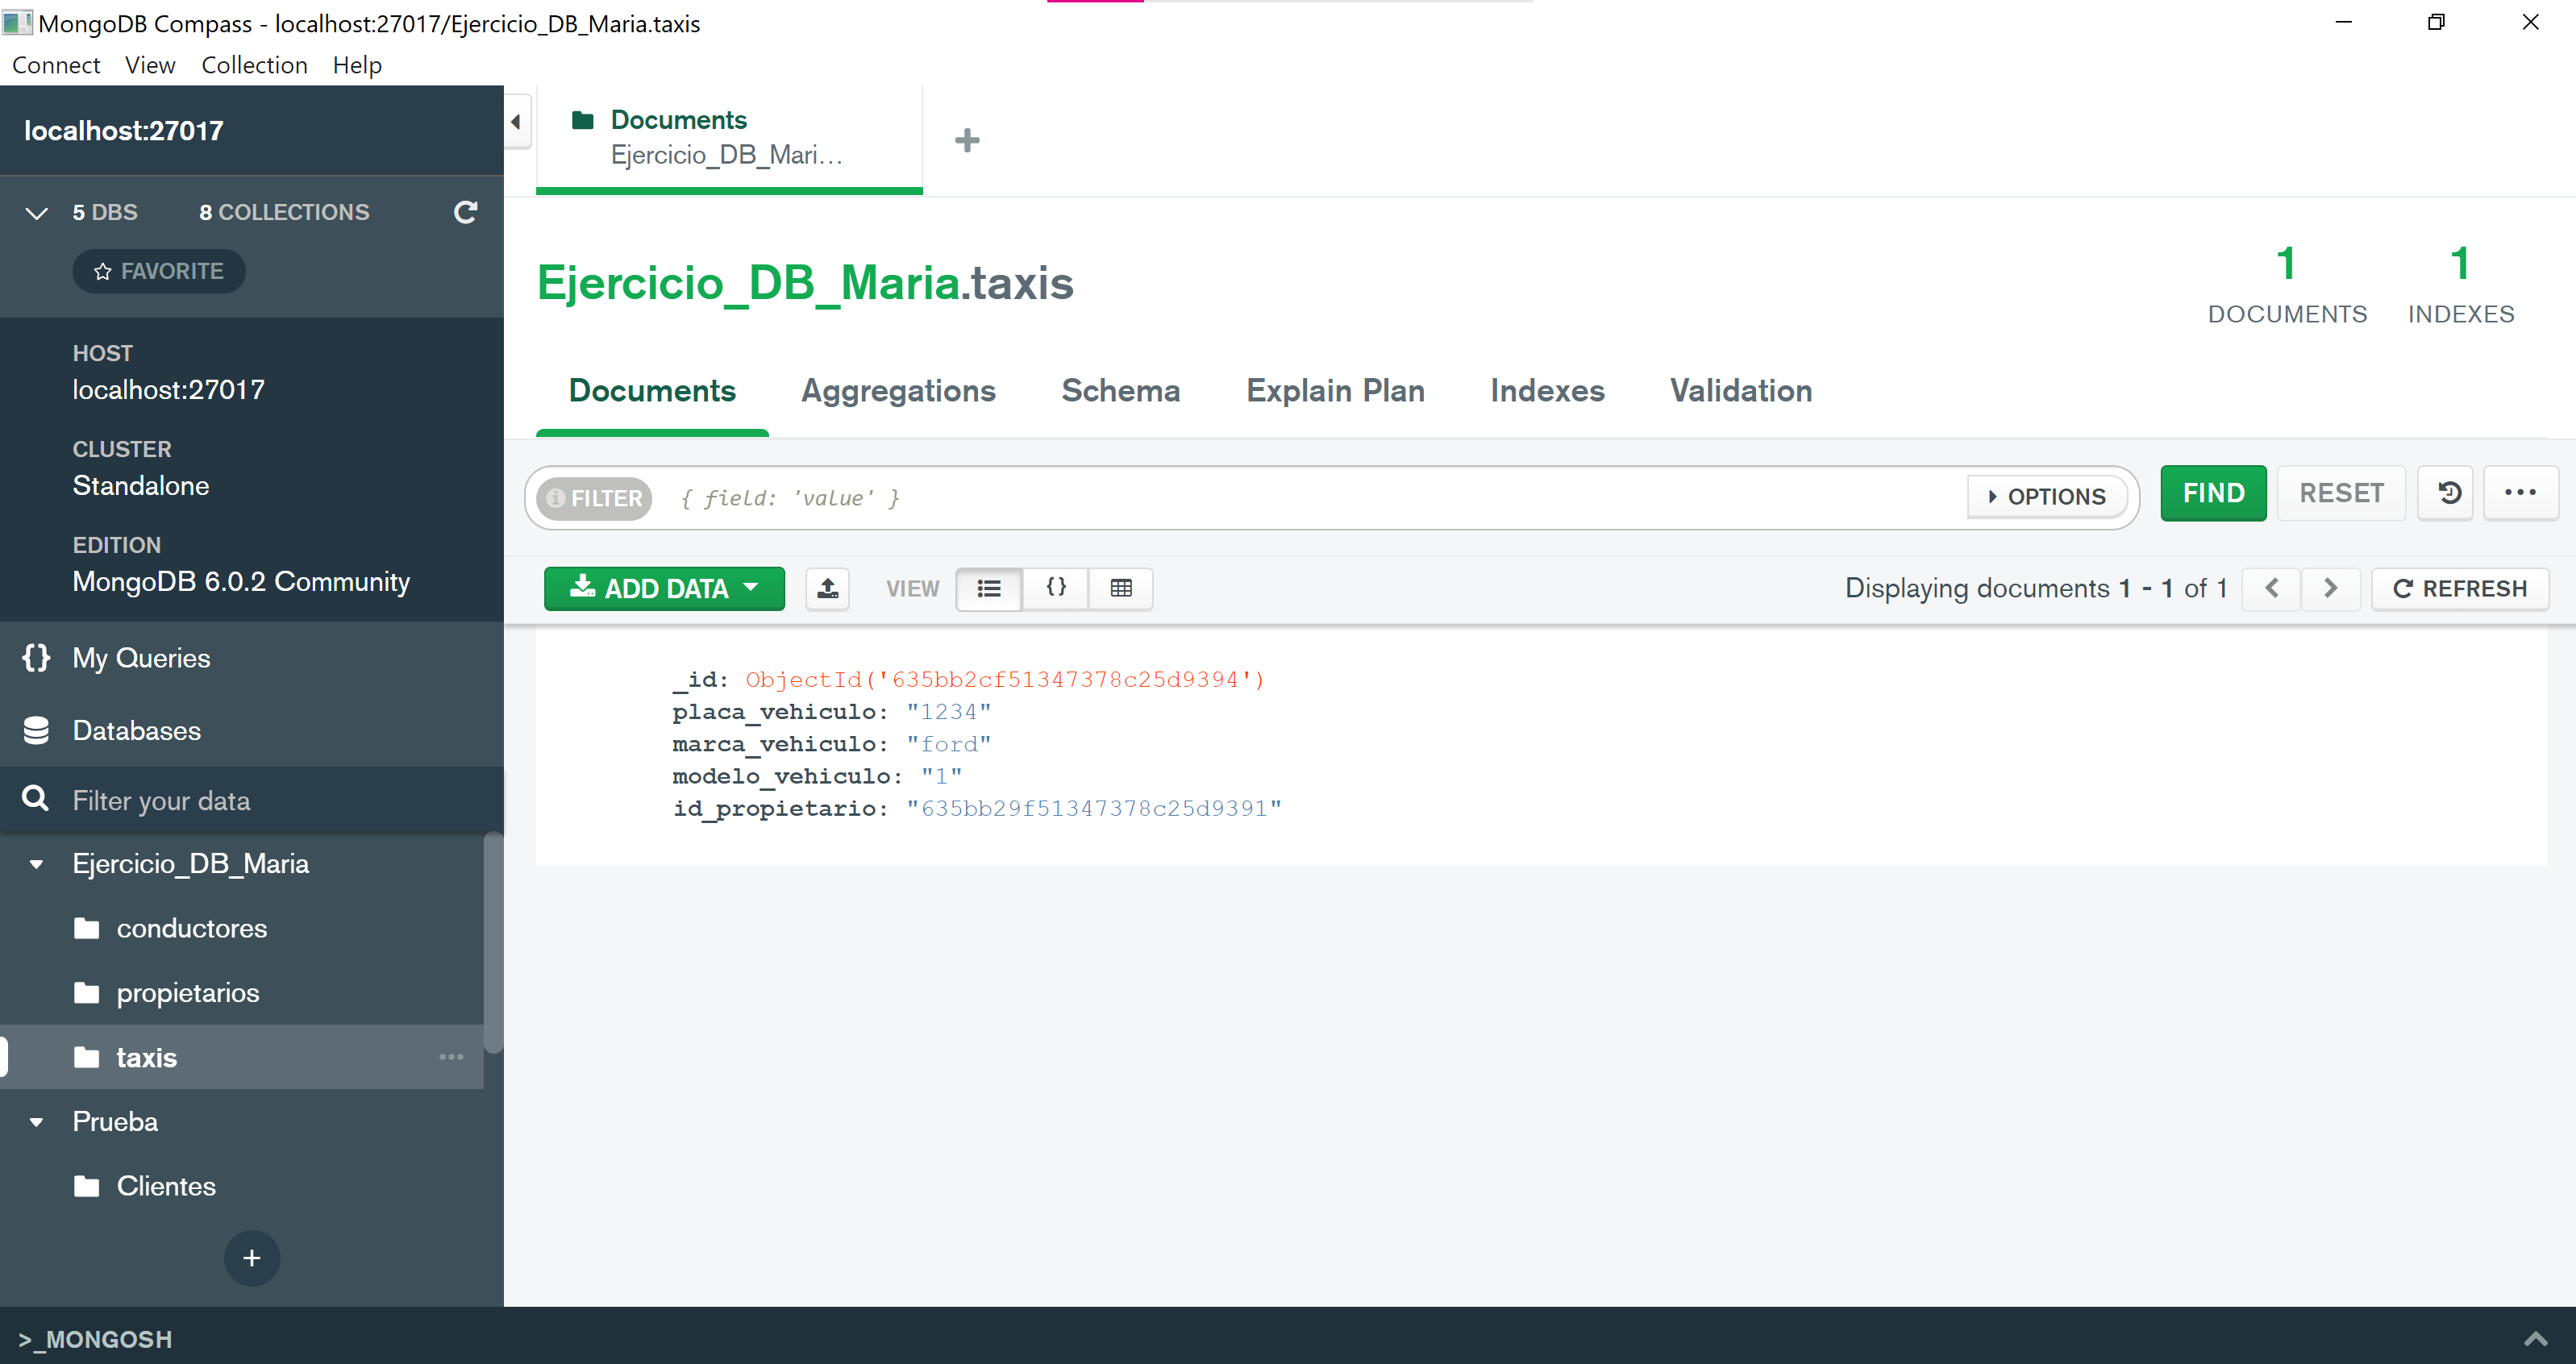 MongoDB Compass - localhost:27017/Ejercicio_DB_Maria.taxis
Connect View Collection Help
localhost:27017
5 DBS 8 COLLECTIONS
FAVORITE
HOST
localhost:27017
CLUSTER
Standalone
EDITION
MongoDB 6.0.2 Community
{} My Queries
Databases
Filter your data
Ejercicio_DB_Maria
conductores
propietarios
taxis
Prueba
Clientes
+
Documents
Ejercicio_DB_Mari...
Ejercicio_DB_Maria.taxis
1 DOCUMENTS
1 INDEXES
Documents Aggregations Schema Explain Plan Indexes Validation
FILTER { field: 'value' } OPTIONS FIND RESET
ADD DATA VIEW {} Displaying documents 1 - 1 of 1 REFRESH
_id: ObjectId('635bb2cf51347378c25d9394')
placa_vehiculo: "1234"
marca_vehiculo: "ford"
modelo_vehiculo: "1"
id_propietario: "635bb29f51347378c25d9391"
>_MONGOSH